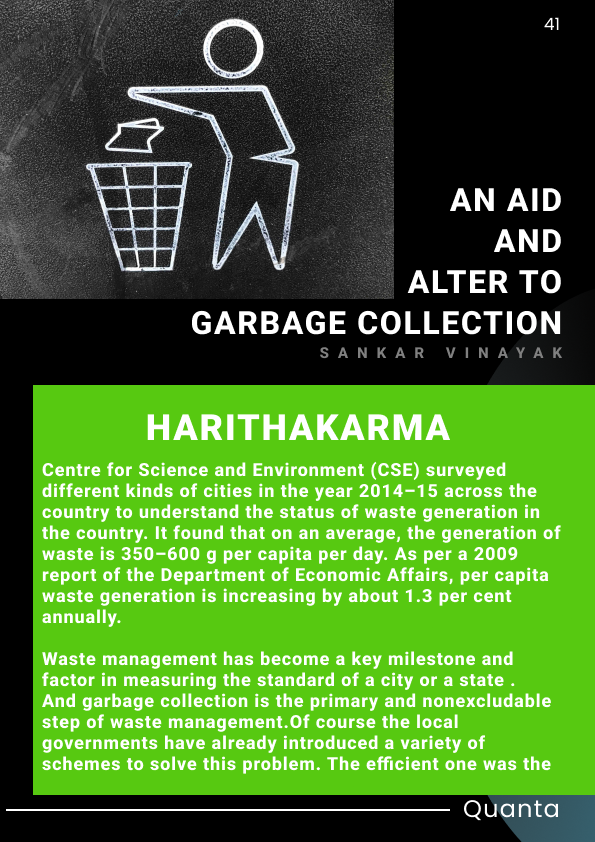 41
AN AID
AND
ALTER TO
GARBAGE COLLECTION
SANKAR VINAYAK
HARITHAKARMA
Centre for Science and Environment (CSE) surveyed
different kinds of cities in the year 2014–15 across the
country to understand the status of waste generation in
the country. It found that on an average, the generation of
waste is 350–600 g per capita per day. As per a 2009
report of the Department of Economic Affairs, per capita
waste generation is increasing by about 1.3 per cent
annually.
Waste management has become a key milestone and
factor in measuring the standard of a city or a state .
And garbage collection is the primary and nonexcludable
step of waste management.Of course the local
governments have already introduced a variety of
schemes to solve this problem. The efficient one was the
Quanta